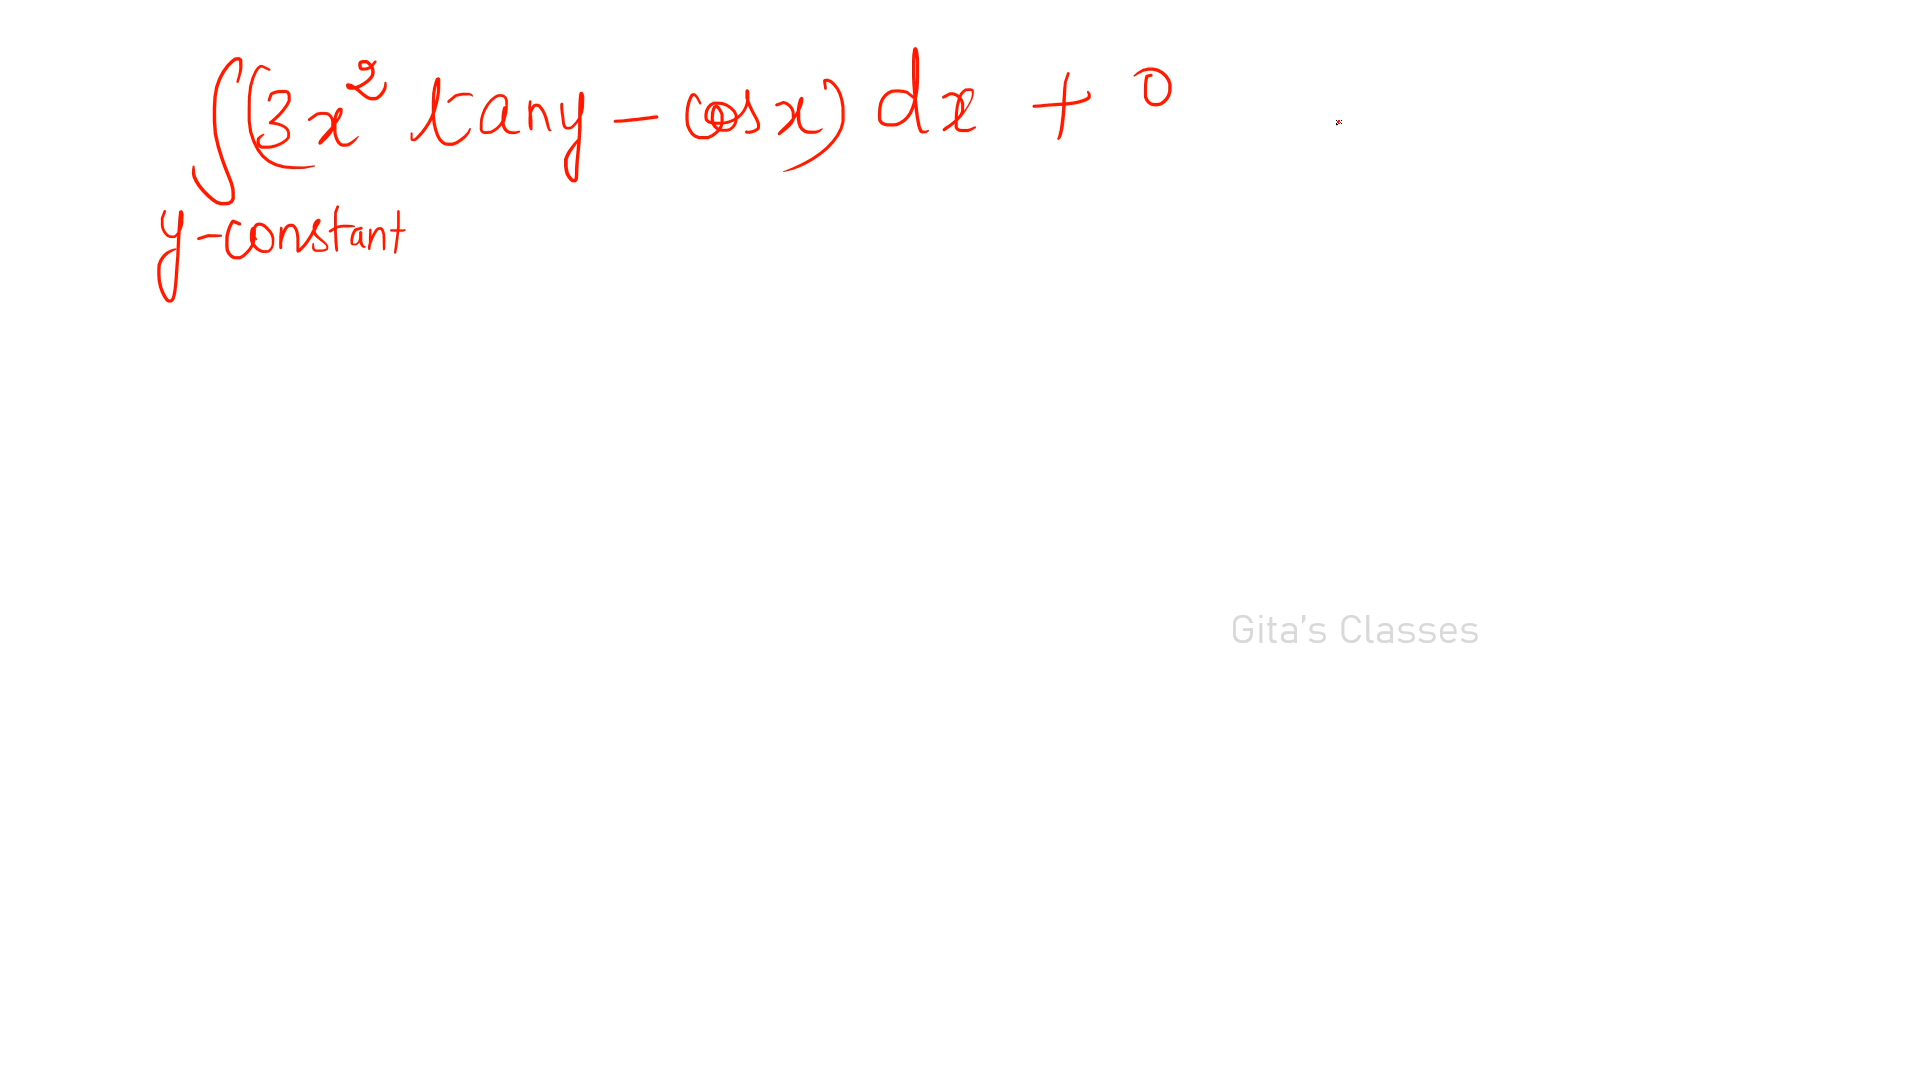 ∫(3x² tany - cosx) dx + 0
y-constant
Gita's Classes